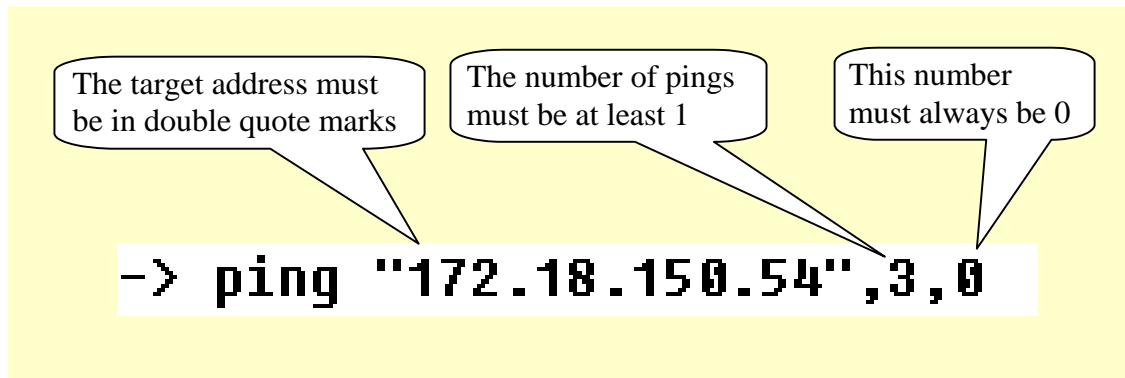 The target address must
be in double quote marks
The number of pings
must be at least 1
This number
must always be 0
-> ping "172.18.150.54",3,0